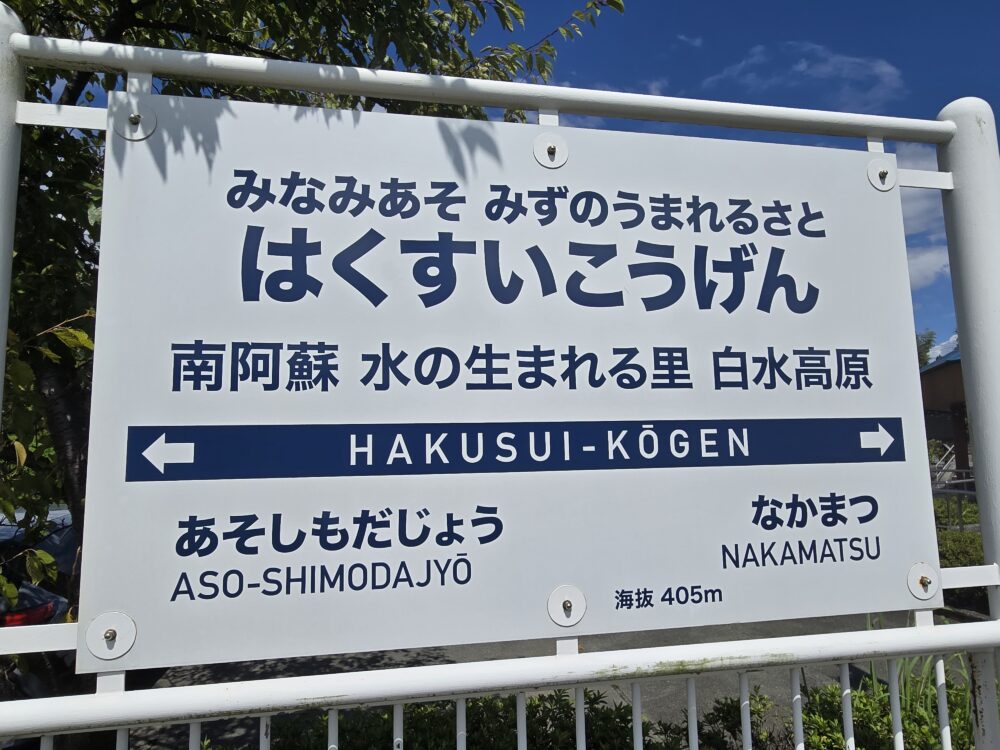 みなみあそ みずのうまれるさと
はくすいこうげん
南阿蘇 水の生まれる里 白水高原
HAKUSUI-KŌGEN
あそしもだじょう
ASO-SHIMODAJYŌ
なかまつ
NAKAMATSU
海抜 405m